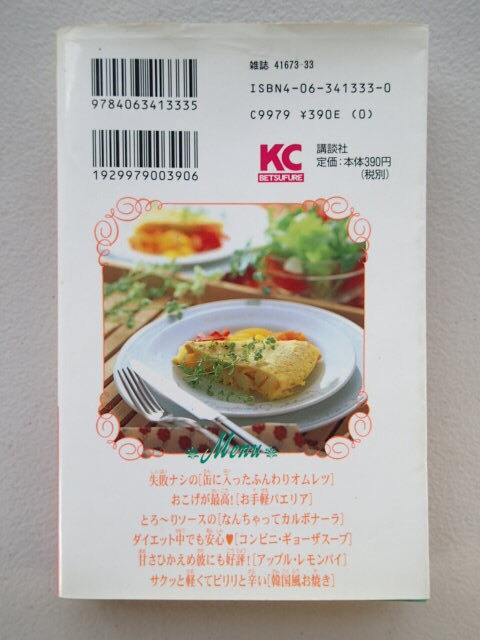 雑誌 41673-33
ISBN4-06-341333-0
C9979 ¥390E (0)
9784063413335
1929979003906
KC
BETSUFURE
講談社
定価:本体390円
(税別)
Menu
失敗ナシの[缶に入ったふんわりオムレツ]
おこげが最高![お手軽パエリア]
とろ〜りソースの[なんちゃってカルボナーラ]
ダイエット中でも安心♥[コンビニ・ギョーザスープ]
甘さひかえめ彼にも好評![アップル・レモンパイ]
サクッと軽くてピリリと辛い[韓国風お焼き]